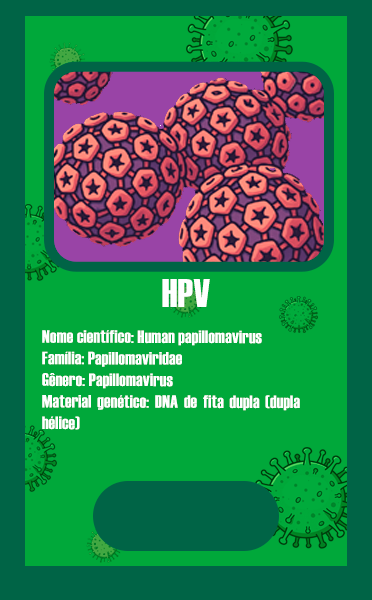 HPV
Nome científico: Human papillomavirus
Família: Papillomaviridae
Gênero: Papillomavirus
Material genético: DNA de fita dupla (dupla
hélice)